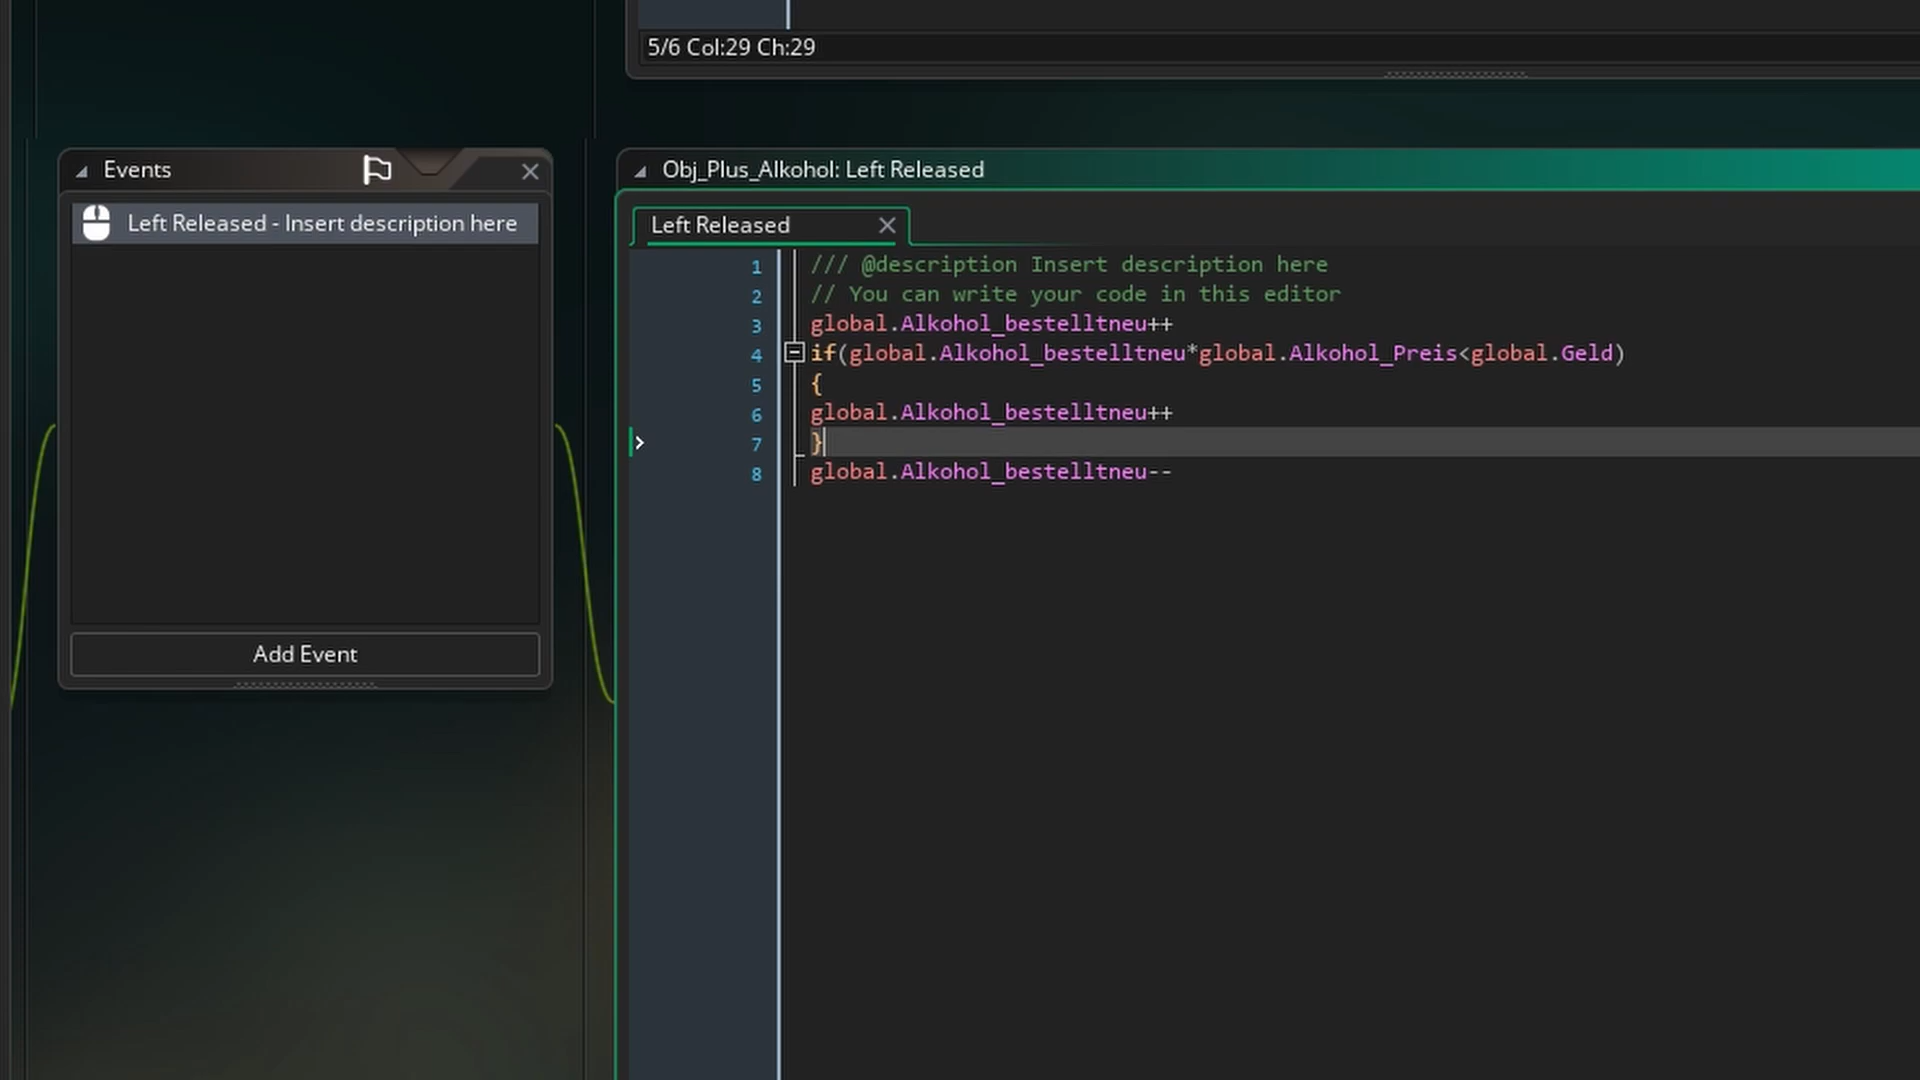 5/6 Col:29 Ch:29
Events
Left Released - Insert description here
Add Event
Obj_Plus_Alkohol: Left Released
Left Released
1 /// @description Insert description here
2 // You can write your code in this editor
3 global.Alkohol_bestelltneu++
4 if(global.Alkohol_bestelltneu*global.Alkohol_Preis<global.Geld)
5 {
6 global.Alkohol_bestelltneu++
7 }
8 global.Alkohol_bestelltneu--